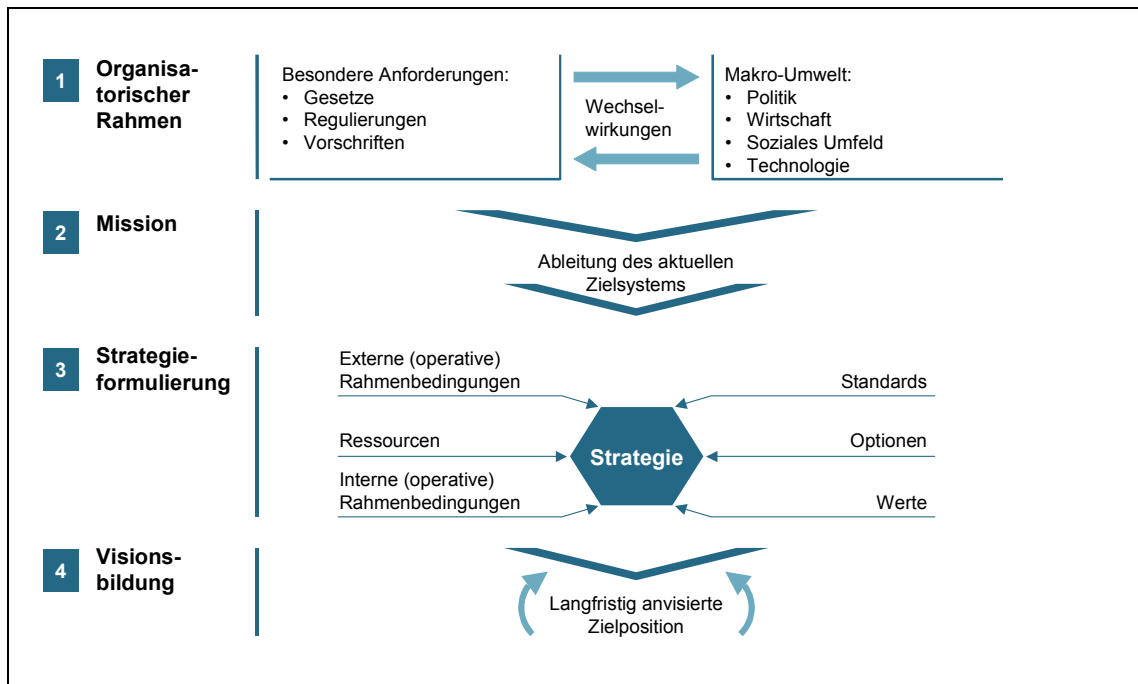 1
Organisa-
torischer
Rahmen
Besondere Anforderungen:
• Gesetze
• Regulierungen
• Vorschriften
Wechsel-
wirkungen
Makro-Umwelt:
• Politik
• Wirtschaft
• Soziales Umfeld
• Technologie
2
Mission
Ableitung des aktuellen
Zielsystems
3
Strategie-
formulierung
Externe (operative)
Rahmenbedingungen
Ressourcen
Interne (operative)
Rahmenbedingungen
Strategie
Standards
Optionen
Werte
4
Visions-
bildung
Langfristig anvisierte
Zielposition